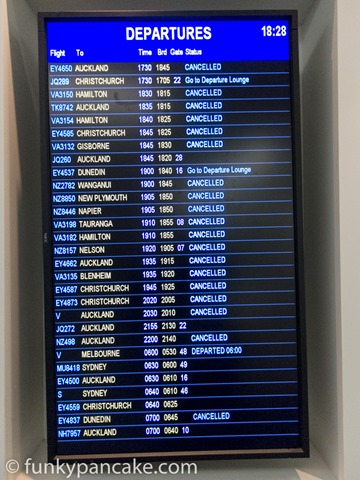 DEPARTURES 18:28
Flight To Time Brd Gate Status
EY4650 AUCKLAND 1730 1845 CANCELLED
JQ289 CHRISTCHURCH 1730 1705 22 Go to Departure Lounge
VA3150 HAMILTON 1830 1815 CANCELLED
TK8742 AUCKLAND 1835 1815 CANCELLED
VA3154 HAMILTON 1840 1825 CANCELLED
EY4585 CHRISTCHURCH 1845 1825 CANCELLED
VA3132 GISBORNE 1845 1830 CANCELLED
JQ260 AUCKLAND 1845 1820 28
EY4537 DUNEDIN 1900 1840 16 Go to Departure Lounge
NZ2782 WANGANUI 1900 1845 CANCELLED
NZ8850 NEW PLYMOUTH 1905 1850 CANCELLED
NZ8446 NAPIER 1905 1850 CANCELLED
VA3198 TAURANGA 1910 1855 08 CANCELLED
VA3182 HAMILTON 1910 1855 CANCELLED
NZ8157 NELSON 1920 1905 07 CANCELLED
EY4662 AUCKLAND 1935 1915 CANCELLED
VA3135 BLENHEIM 1935 1920 CANCELLED
EY4587 CHRISTCHURCH 1945 1925 CANCELLED
EY4873 CHRISTCHURCH 2020 2005 CANCELLED
V AUCKLAND 2030 2010 CANCELLED
JQ272 AUCKLAND 2155 2130 22
NZ498 AUCKLAND 2200 2140 CANCELLED
V MELBOURNE 0600 0530 48 DEPARTED 06:00
MU8418 SYDNEY 0630 0600 49
EY4500 AUCKLAND 0630 0610 16
S SYDNEY 0640 0610 46
EY4559 CHRISTCHURCH 0640 0625
EY4837 DUNEDIN 0700 0645 CANCELLED
NH7957 AUCKLAND 0700 0640 10
© funkypancake.com